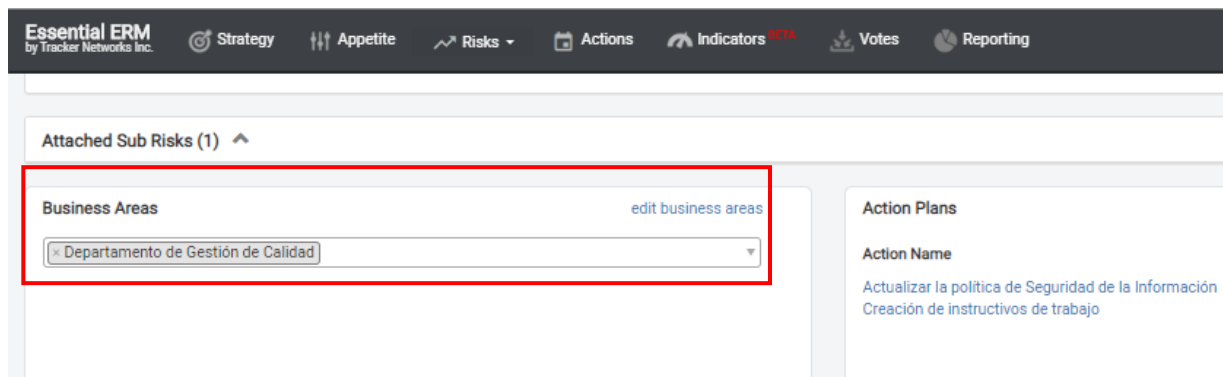 Essential ERM
by Tracker Networks Inc.
Strategy
Appetite
Risks
Actions
Indicators BETA
Votes
Reporting
Attached Sub Risks (1)
Business Areas
edit business areas
× Departamento de Gestión de Calidad
Action Plans
Action Name
Actualizar la política de Seguridad de la Información
Creación de instructivos de trabajo